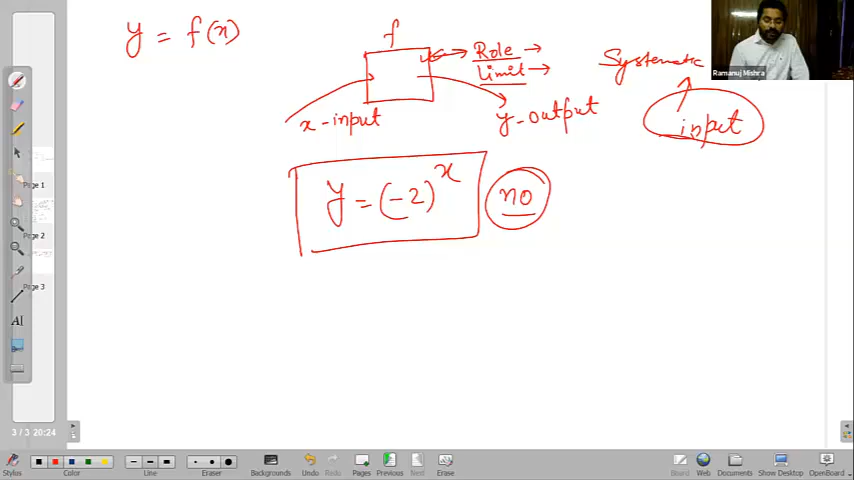 y = f(x)
f
Role →
Limit →
Systematic
x-input
y-output
input
y = (-2)^x
no
Ramanuj Mishra
Page 1
Page 2
Page 3
3 / 3 20:24
Stylus
Color
Line
Eraser
Backgrounds
Undo
Redo
Pages
Previous
Next
Erase
Board
Web
Documents
Show Desktop
OpenBoard